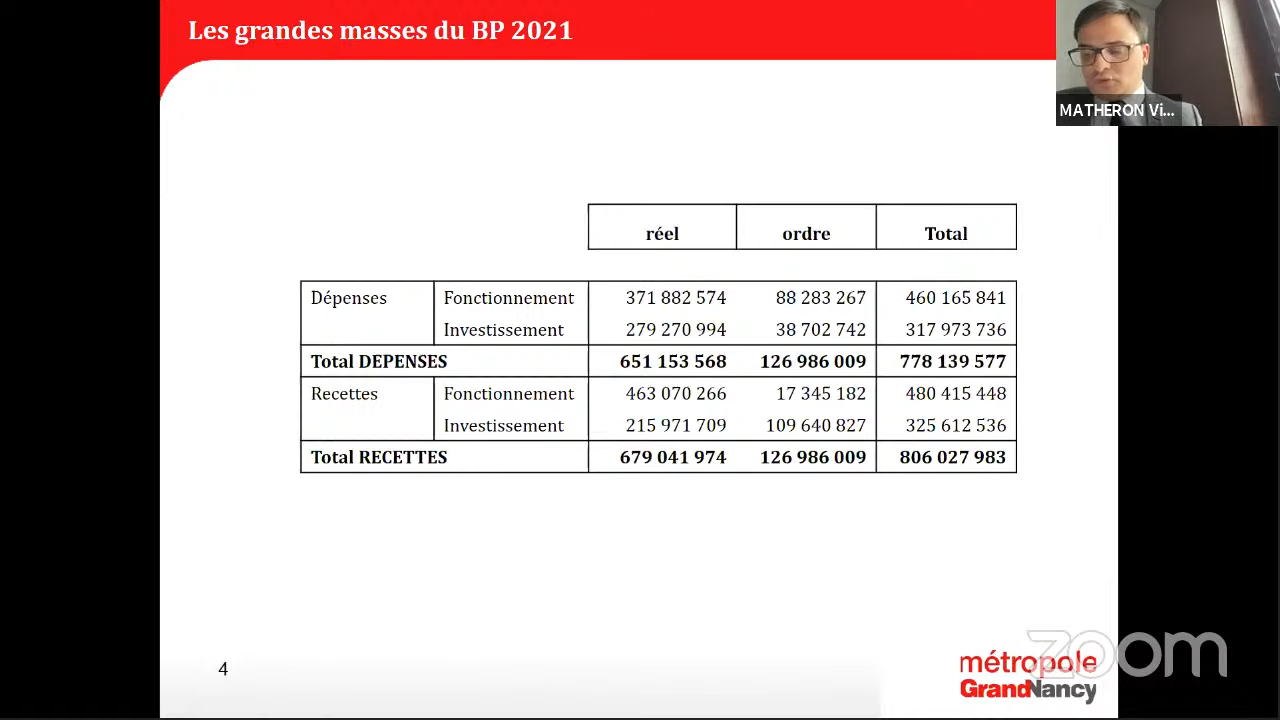 Les grandes masses du BP 2021
MATHERON Vi...
réel ordre Total
Dépenses Fonctionnement 371 882 574 88 283 267 460 165 841
Investissement 279 270 994 38 702 742 317 973 736
Total DEPENSES 651 153 568 126 986 009 778 139 577
Recettes Fonctionnement 463 070 266 17 345 182 480 415 448
Investissement 215 971 709 109 640 827 325 612 536
Total RECETTES 679 041 974 126 986 009 806 027 983
4
zoom
métropole
GrandNancy